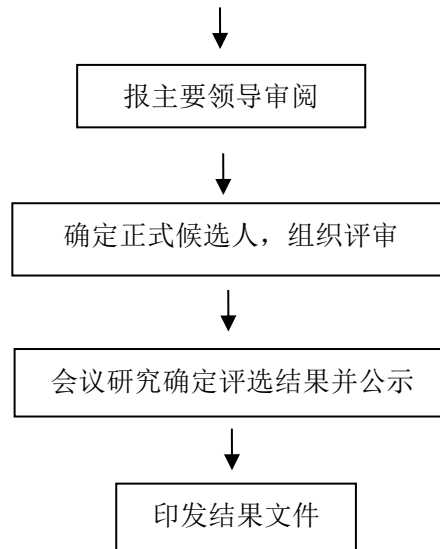 报主要领导审阅
确定正式候选人，组织评审
会议研究确定评选结果并公示
印发结果文件